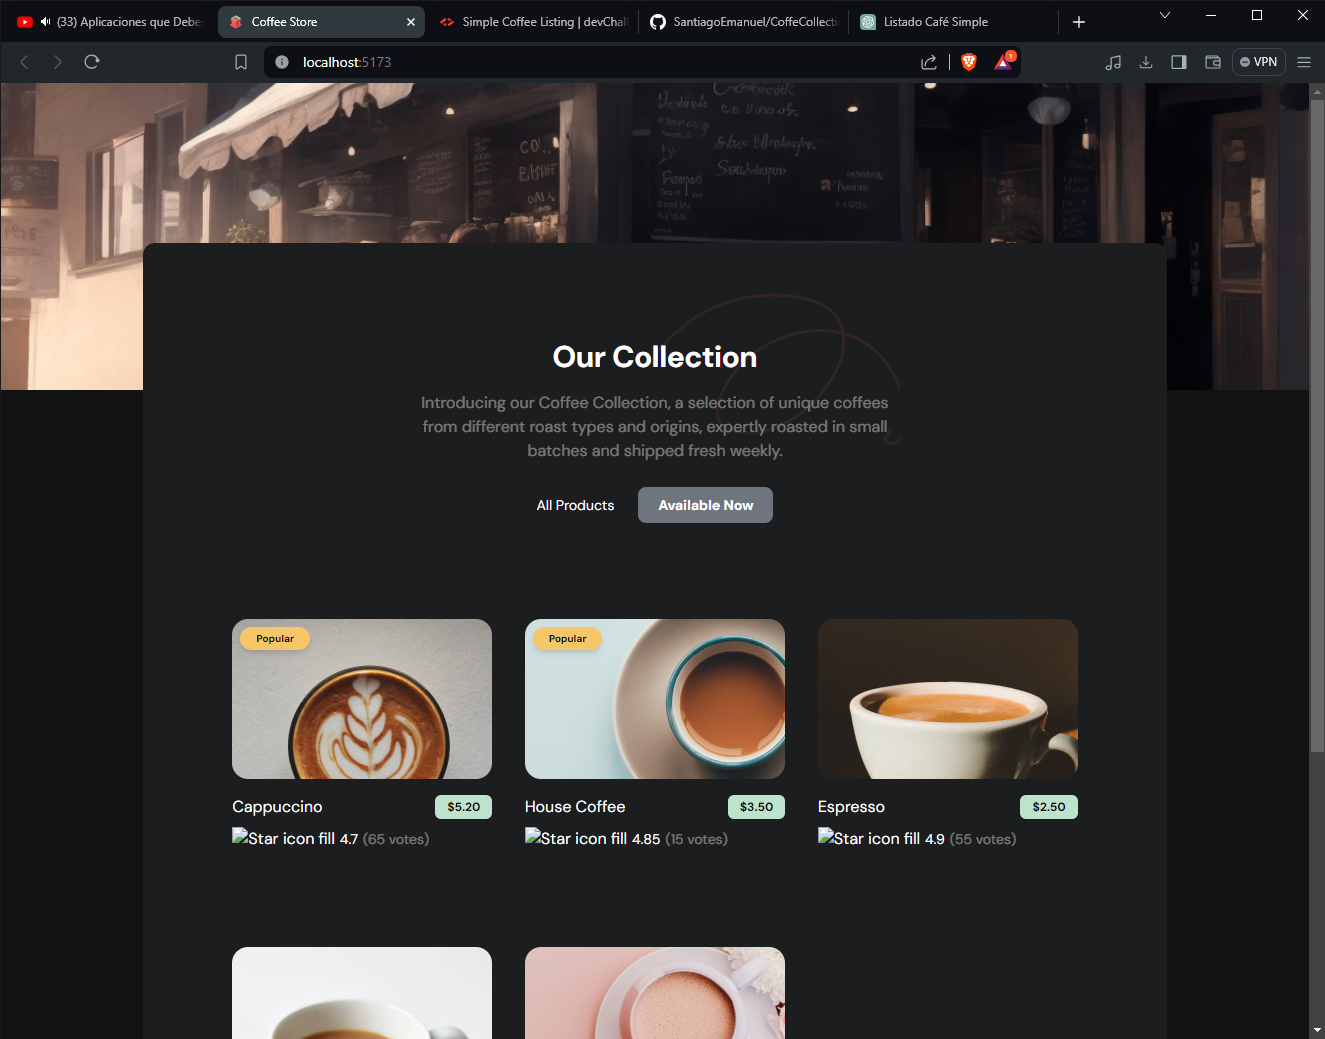 (33) Aplicaciones que Debe
Coffee Store
Simple Coffee Listing | devChall
SantiagoEmanuel/CoffeCollecti
Listado Café Simple
localhost:5173
1
VPN
Our Collection
Introducing our Coffee Collection, a selection of unique coffees
from different roast types and origins, expertly roasted in small
batches and shipped fresh weekly.
All Products
Available Now
Popular
Popular
Cappuccino
$5.20
House Coffee
$3.50
Espresso
$2.50
Star icon fill 4.7 (65 votes)
Star icon fill 4.85 (15 votes)
Star icon fill 4.9 (55 votes)